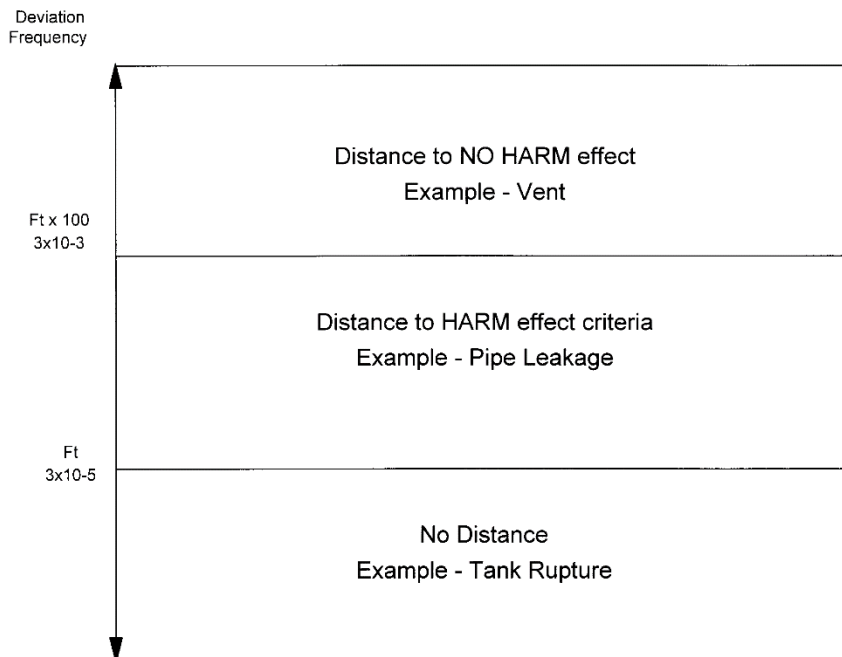 Deviation
Frequency
Distance to NO HARM effect
Example - Vent
Ft x 100
3x10-3
Distance to HARM effect criteria
Example - Pipe Leakage
Ft
3x10-5
No Distance
Example - Tank Rupture